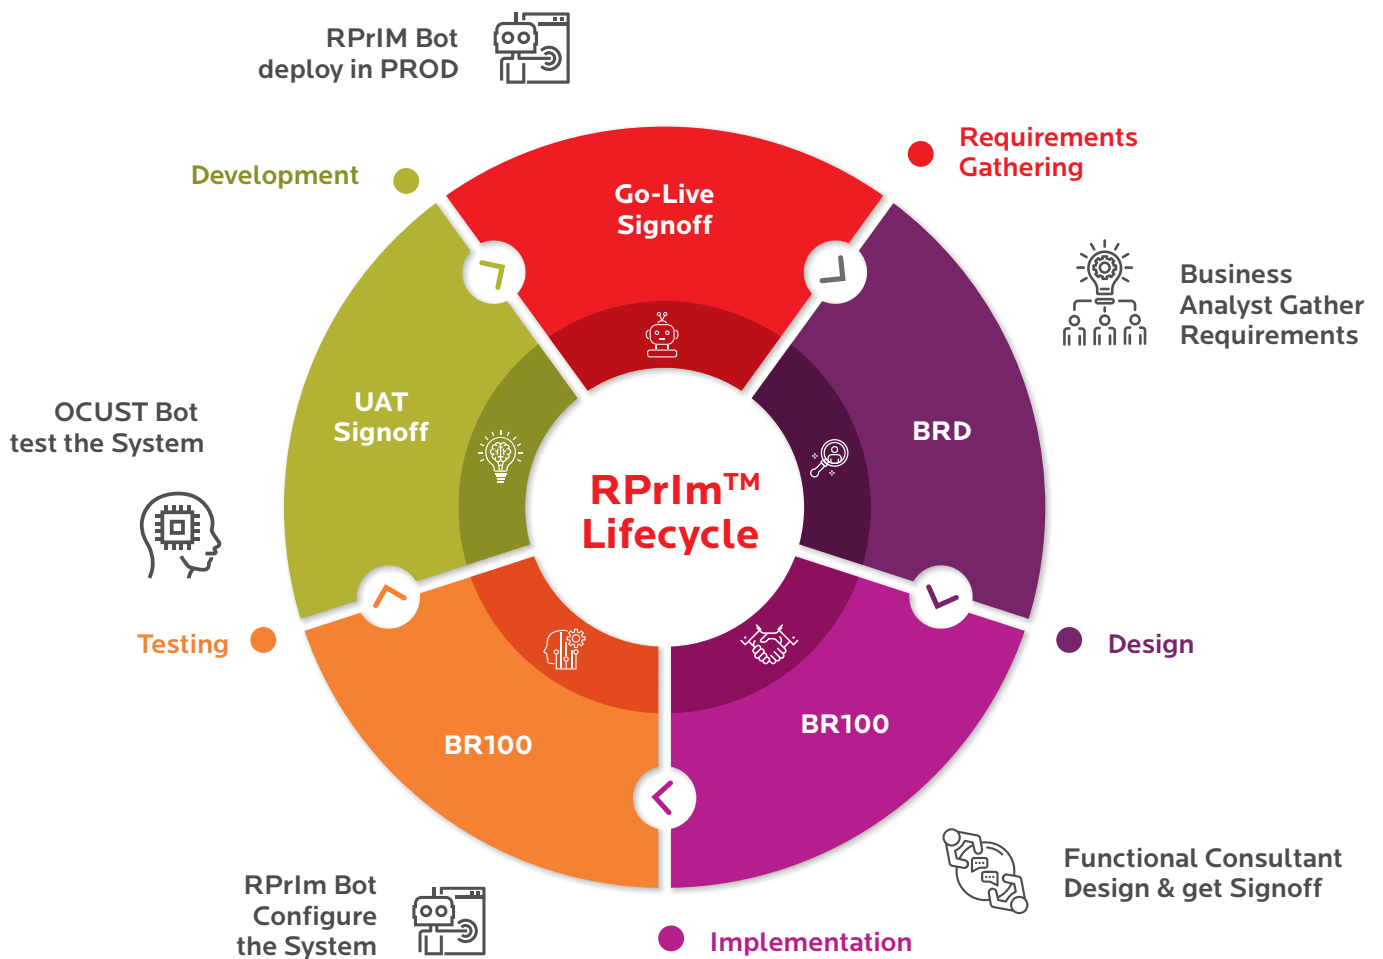 RPrIM Bot
deploy in PROD
Requirements
Gathering
Development
Go-Live
Signoff
Business
Analyst Gather
Requirements
UAT
Signoff
OCUST Bot
test the System
BRD
RPrIm™
Lifecycle
Testing
Design
BR100
BR100
Functional Consultant
Design & get Signoff
RPrIm Bot
Configure
the System
Implementation